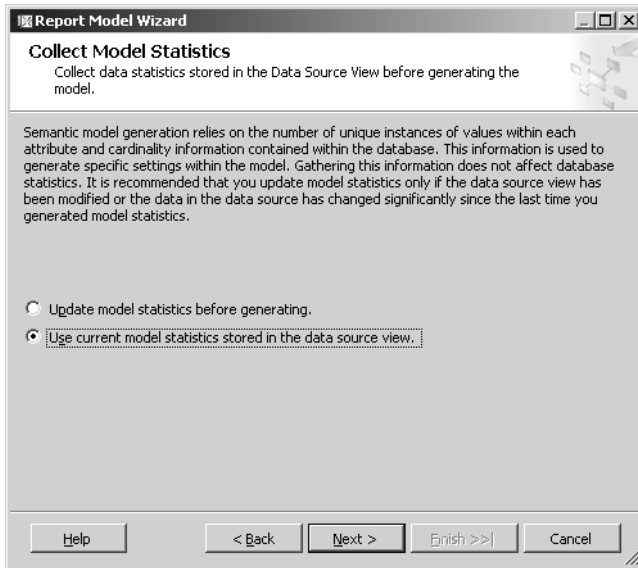 Report Model Wizard
Collect Model Statistics
Collect data statistics stored in the Data Source View before generating the
model.
Semantic model generation relies on the number of unique instances of values within each
attribute and cardinality information contained within the database. This information is used to
generate specific settings within the model. Gathering this information does not affect database
statistics. It is recommended that you update model statistics only if the data source view has
been modified or the data in the data source has changed significantly since the last time you
generated model statistics.
Update model statistics before generating.
Use current model statistics stored in the data source view.
Help
< Back
Next >
Finish >>|
Cancel